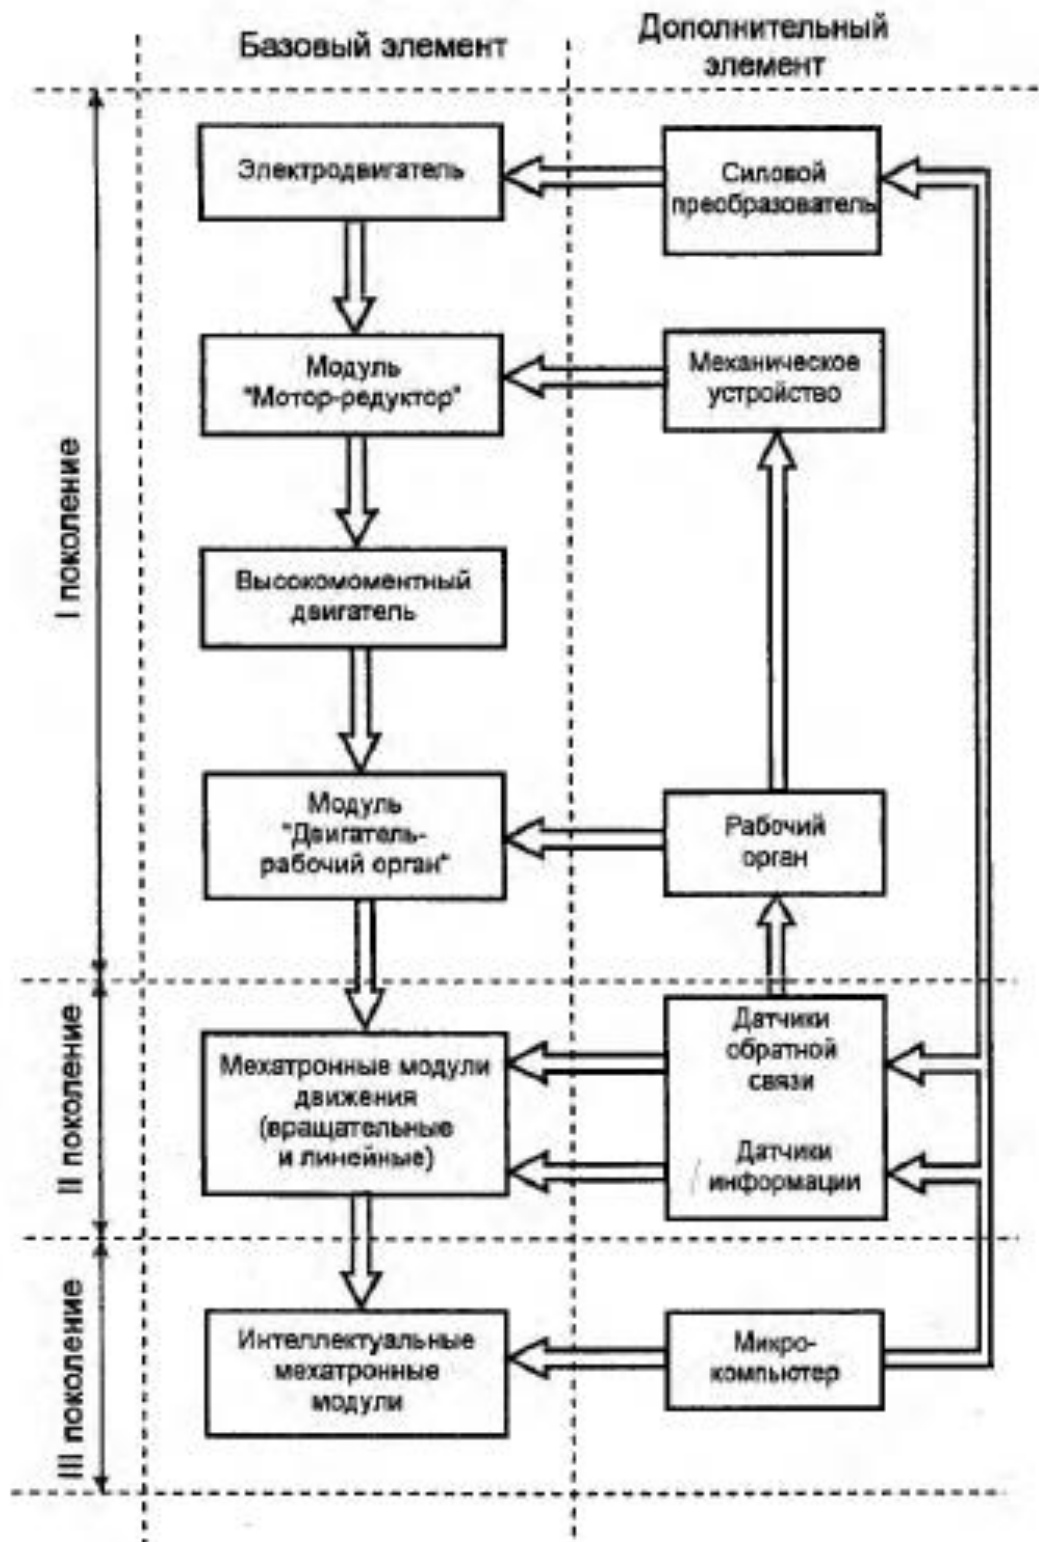 Базовый элемент
Дополнительный
элемент
I поколение
Электродвигатель
Силовой
преобразователь
Модуль
"Мотор-редуктор"
Механическое
устройство
Высокомоментный
двигатель
Модуль
"Двигатель-
рабочий орган"
Рабочий
орган
II поколение
Мехатронные модули
движения
(вращательные
и линейные)
Датчики
обратной
связи
Датчики
информации
III поколение
Интеллектуальные
мехатронные
модули
Микро-
компьютер